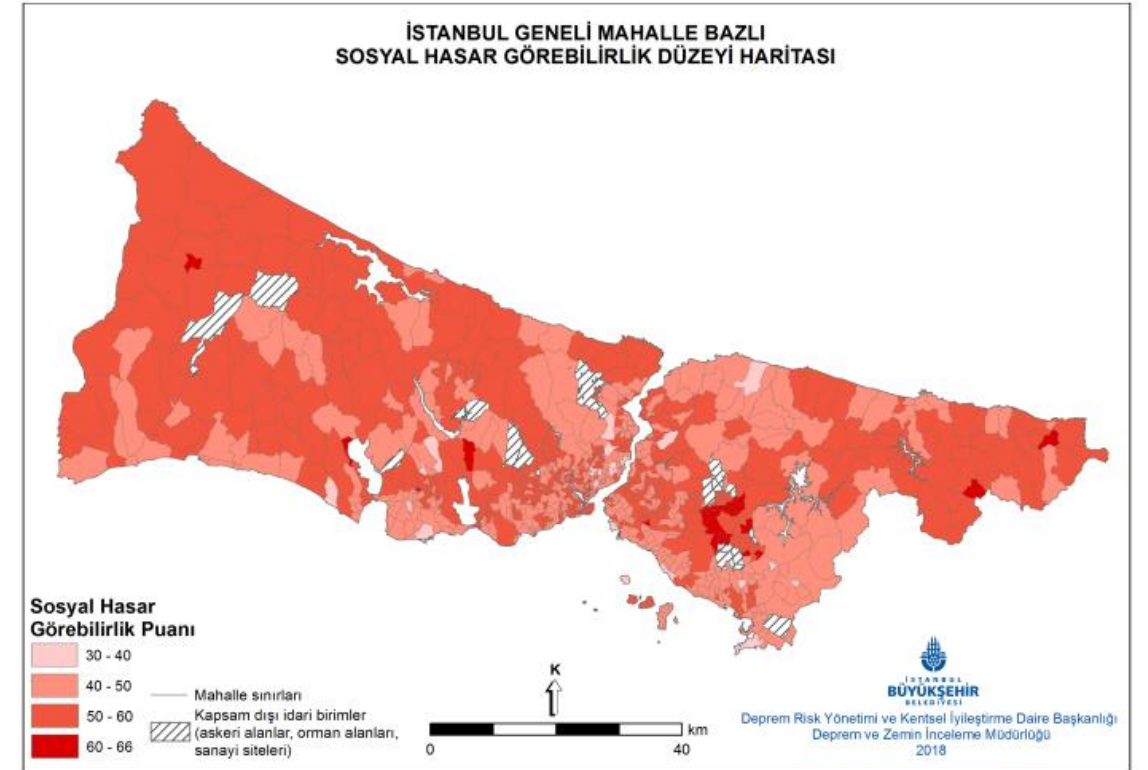 İSTANBUL GENELİ MAHALLE BAZLI
SOSYAL HASAR GÖREBİLİRLİK DÜZEYİ HARİTASI
Sosyal Hasar
Görebilirlik Puanı
30 - 40
40 - 50
50 - 60
60 - 66
Mahalle sınırları
Kapsam dışı idari birimler
(askeri alanlar, orman alanları,
sanayi siteleri)
K
km
0 40
İSTANBUL
BÜYÜKŞEHİR
BELEDİYESİ
Deprem Risk Yönetimi ve Kentsel İyileştirme Daire Başkanlığı
Deprem ve Zemin İnceleme Müdürlüğü
2018